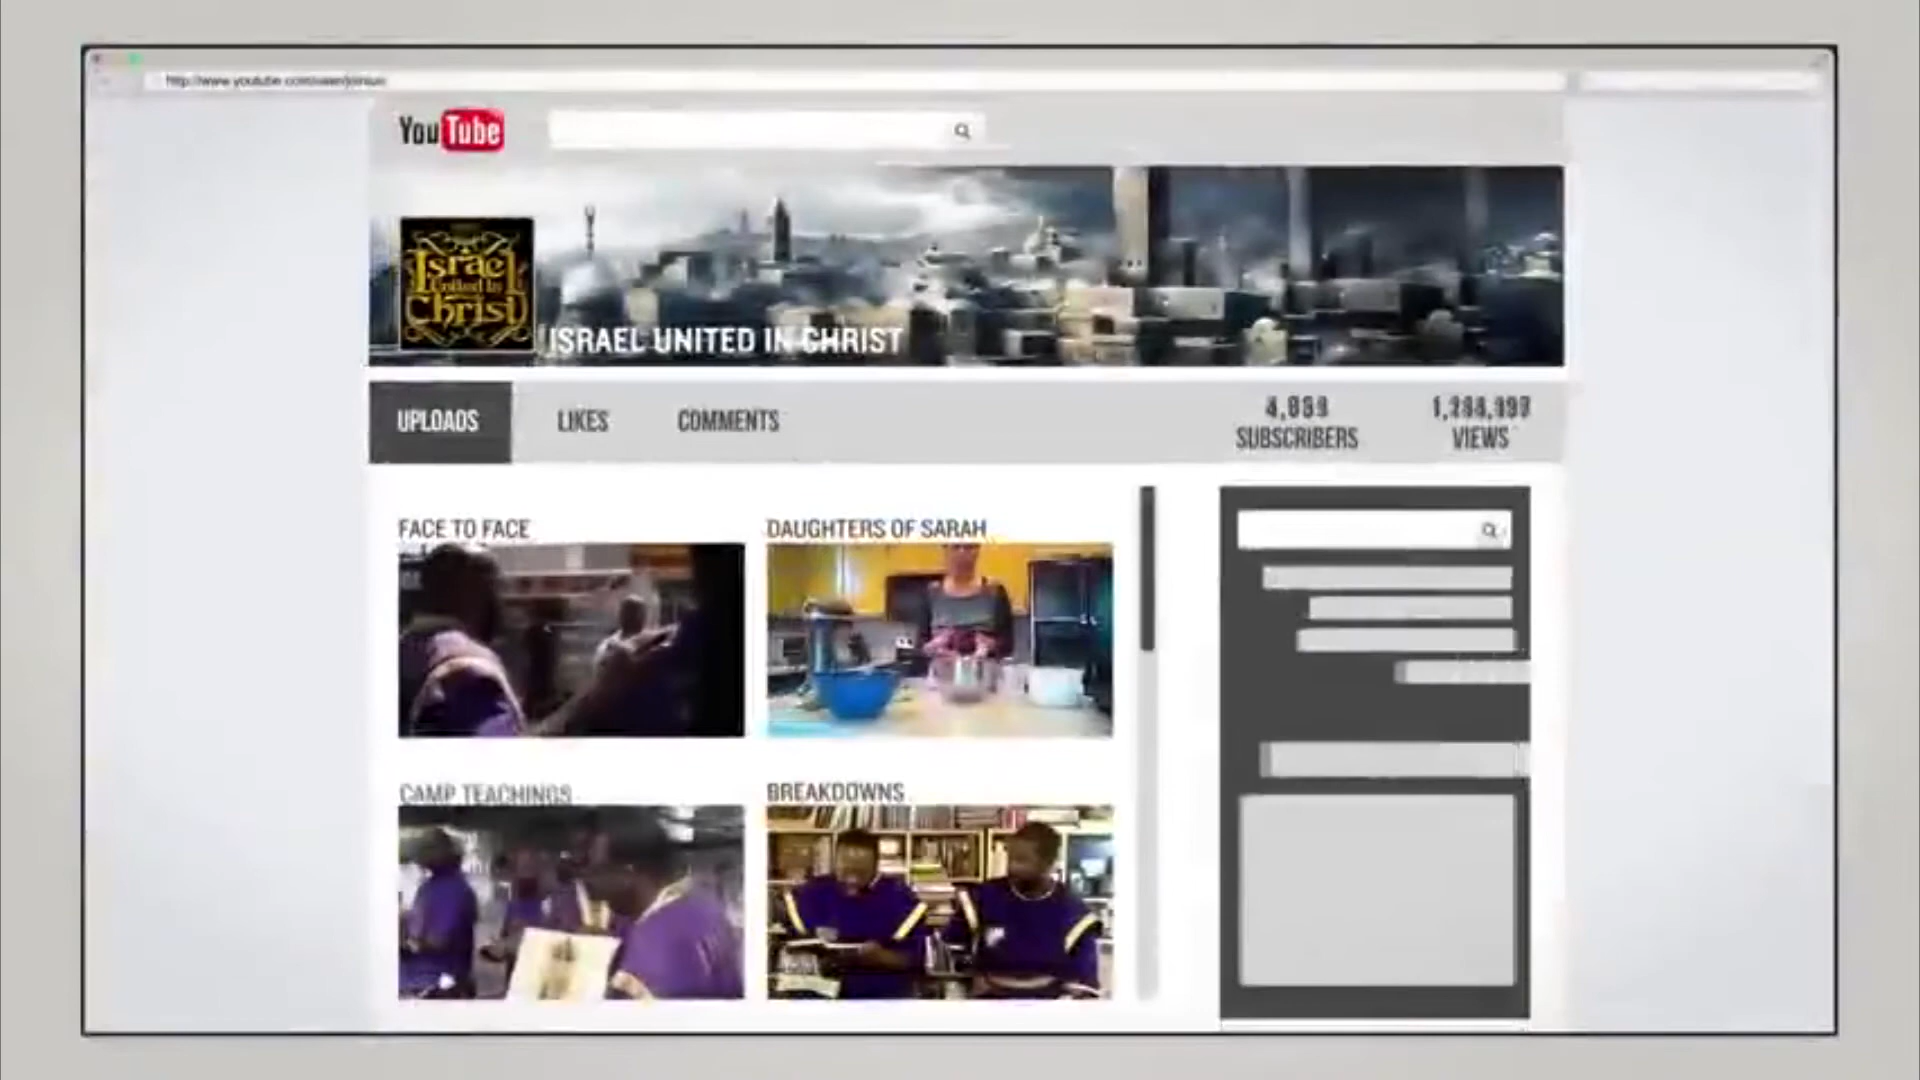 YouTube
Israel
United In
Christ
ISRAEL UNITED IN CHRIST
UPLOADS
LIKES
COMMENTS
SUBSCRIBERS
VIEWS
FACE TO FACE
DAUGHTERS OF SARAH
CAMP TEACHINGS
BREAKDOWNS